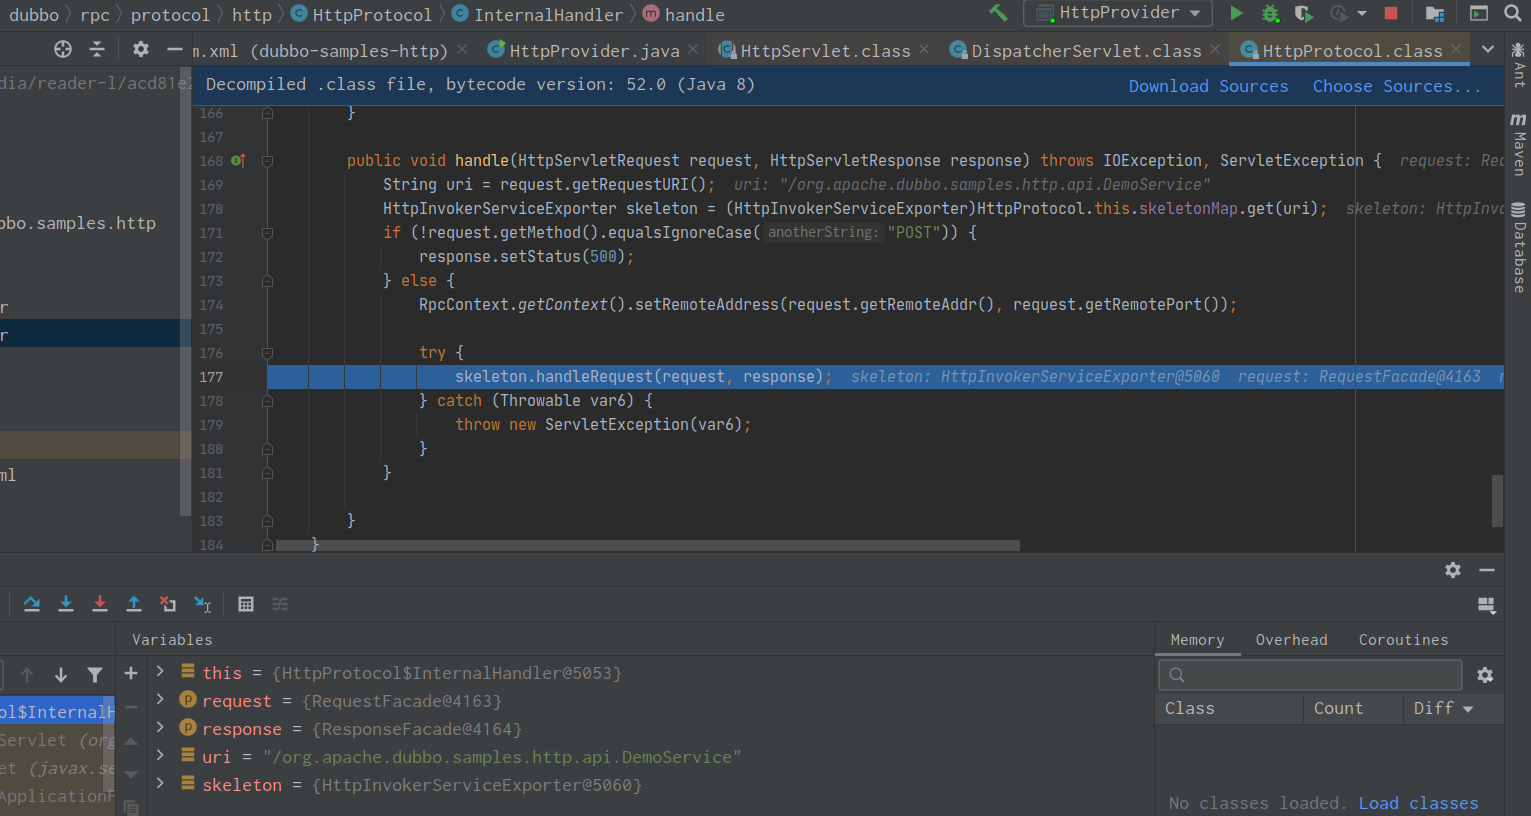 dubbo rpc protocol http HttpProtocol InternalHandler handle HttpProvider
m.xml (dubbo-samples-http) HttpProvider.java HttpServlet.class DispatcherServlet.class HttpProtocol.class
dia/reader-l/acd81e2
Decompiled .class file, bytecode version: 52.0 (Java 8) Download Sources Choose Sources...
166 }
167
168 public void handle(HttpServletRequest request, HttpServletResponse response) throws IOException, ServletException { request: Req
169 String uri = request.getRequestURI(); uri: "/org.apache.dubbo.samples.http.api.DemoService"
170 HttpInvokerServiceExporter skeleton = (HttpInvokerServiceExporter)HttpProtocol.this.skeletonMap.get(uri); skeleton: HttpInvo
171 if (!request.getMethod().equalsIgnoreCase( anotherString: "POST")) {
172 response.setStatus(500);
173 } else {
174 RpcContext.getContext().setRemoteAddress(request.getRemoteAddr(), request.getRemotePort());
175
176 try {
177 skeleton.handleRequest(request, response); skeleton: HttpInvokerServiceExporter@5060 request: RequestFacade@4163
178 } catch (Throwable var6) {
179 throw new ServletException(var6);
180 }
181 }
182
183 }
184 }
bbo.samples.http
r
r
ml
Ant
Maven
Database
Variables
this = {HttpProtocol$InternalHandler@5053}
request = {RequestFacade@4163}
response = {ResponseFacade@4164}
uri = "/org.apache.dubbo.samples.http.api.DemoService"
skeleton = {HttpInvokerServiceExporter@5060}
ol$InternalH
Servlet (org
et (javax.se
ApplicationF
Memory Overhead Coroutines
Class Count Diff
No classes loaded. Load classes